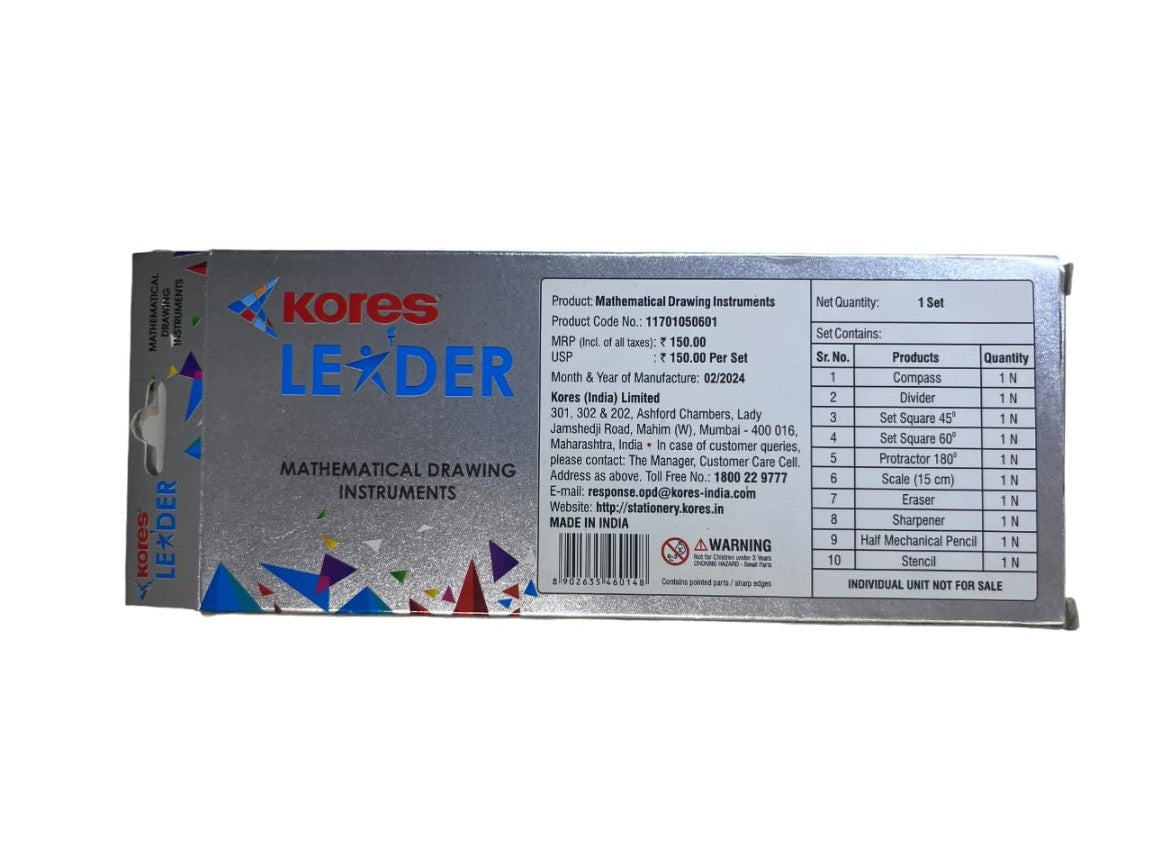 MATHEMATICAL
DRAWING
INSTRUMENTS
Kores
LEADER
Kores
LEADER
MATHEMATICAL DRAWING
INSTRUMENTS
Product: Mathematical Drawing Instruments
Product Code No.: 11701050601
MRP (Incl. of all taxes): ₹ 150.00
USP : ₹ 150.00 Per Set
Month & Year of Manufacture: 02/2024
Kores (India) Limited
301, 302 & 202, Ashford Chambers, Lady
Jamshedji Road, Mahim (W), Mumbai - 400 016,
Maharashtra, India • In case of customer queries,
please contact: The Manager, Customer Care Cell.
Address as above. Toll Free No.: 1800 22 9777
E-mail: response.opd@kores-india.com
Website: http://stationery.kores.in
MADE IN INDIA
8 902635 460148
WARNING
Not for Children under 3 Years
CHOKING HAZARD - Small Parts
Contains pointed parts / sharp edges
Net Quantity: 1 Set
Set Contains:
Sr. No. Products Quantity
1 Compass 1 N
2 Divider 1 N
3 Set Square 45⁰ 1 N
4 Set Square 60⁰ 1 N
5 Protractor 180⁰ 1 N
6 Scale (15 cm) 1 N
7 Eraser 1 N
8 Sharpener 1 N
9 Half Mechanical Pencil 1 N
10 Stencil 1 N
INDIVIDUAL UNIT NOT FOR SALE